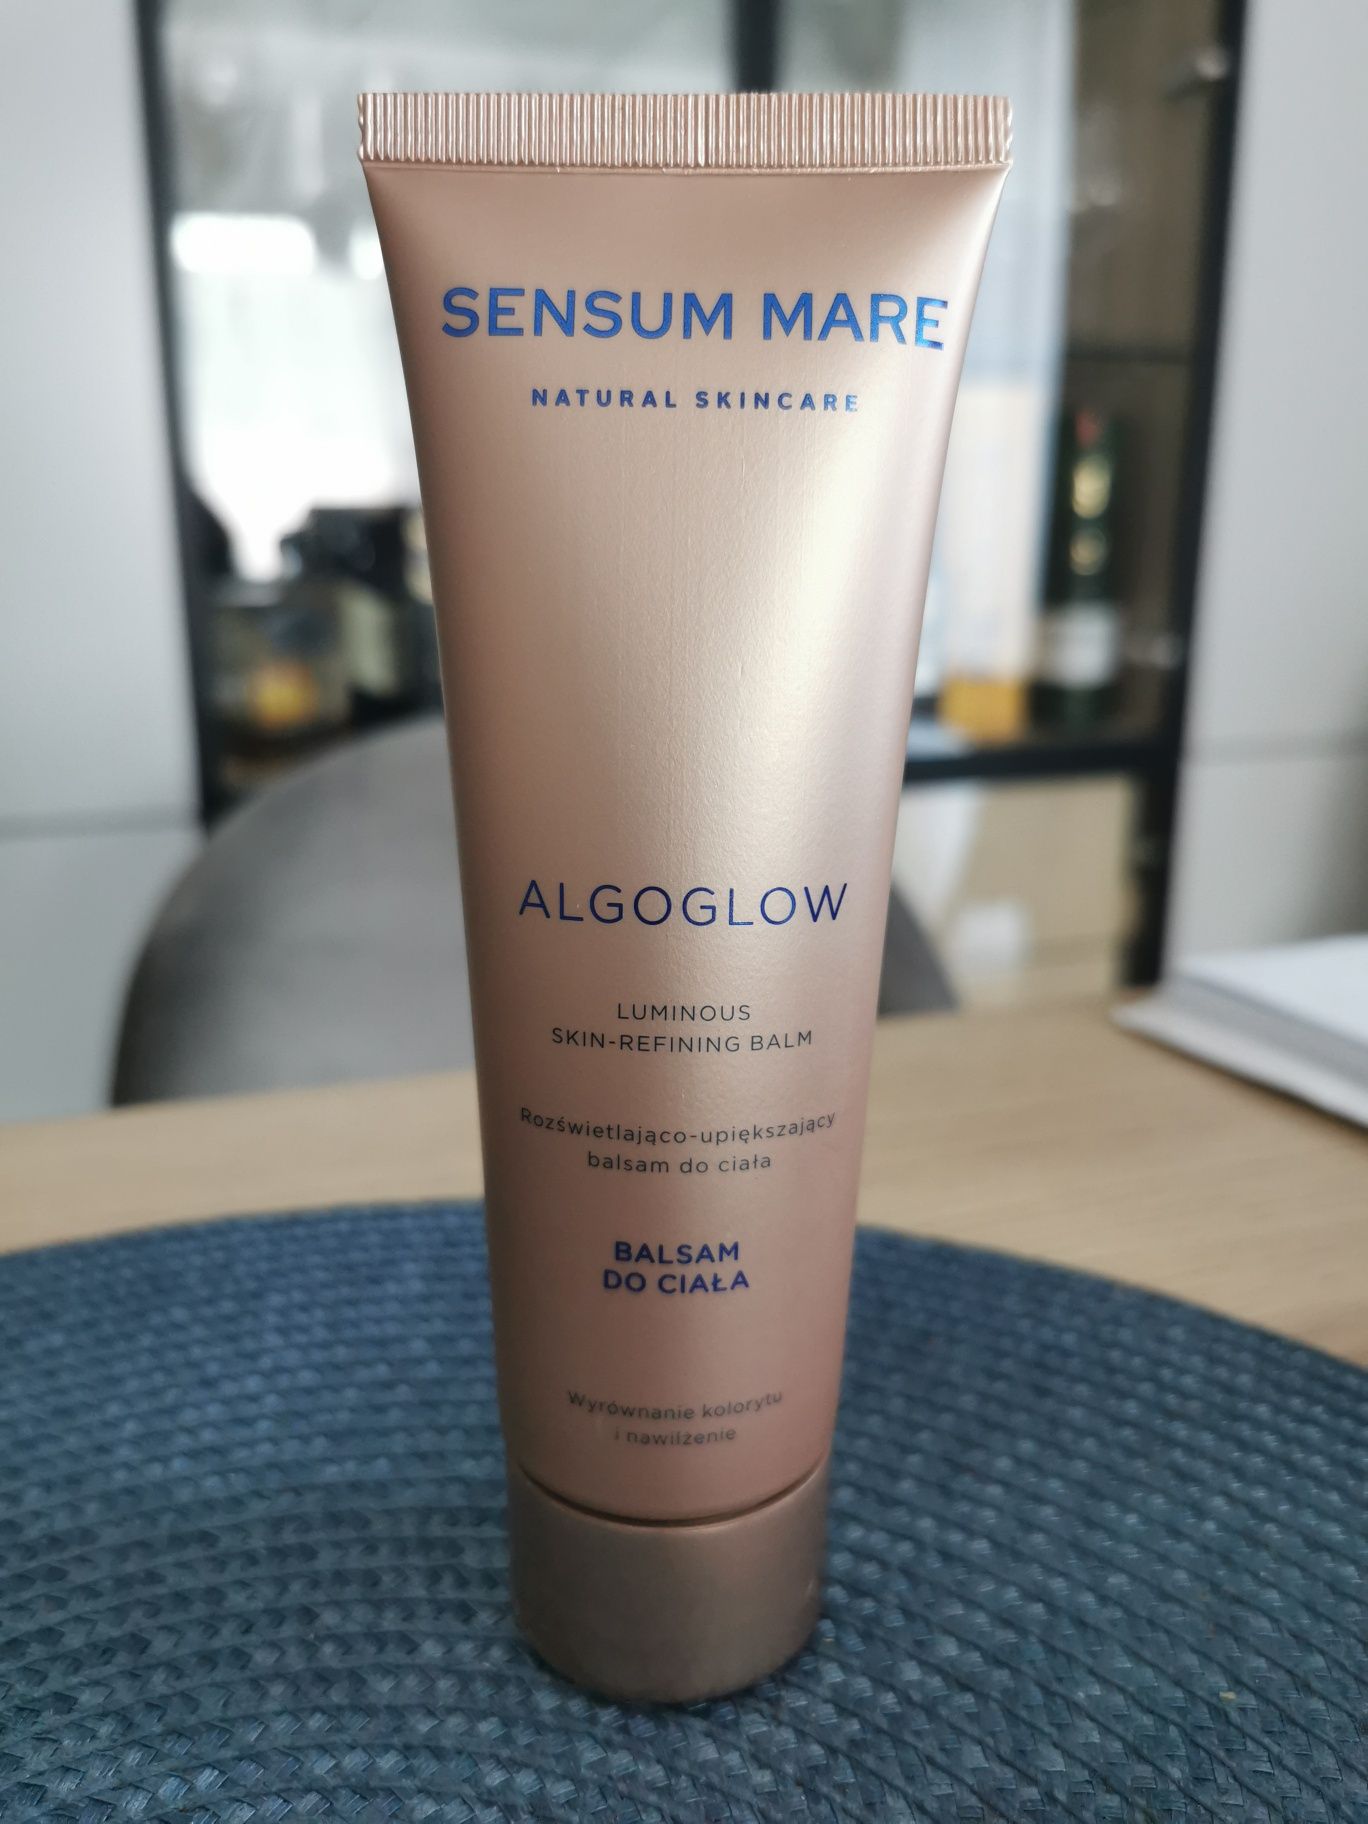 SENSUM MARE
NATURAL SKINCARE
ALGOGLOW
LUMINOUS
SKIN-REFINING BALM
Rozświetlająco-upiększający
balsam do ciała
BALSAM
DO CIAŁA
Wyrównanie kolorytu
i nawilżenie